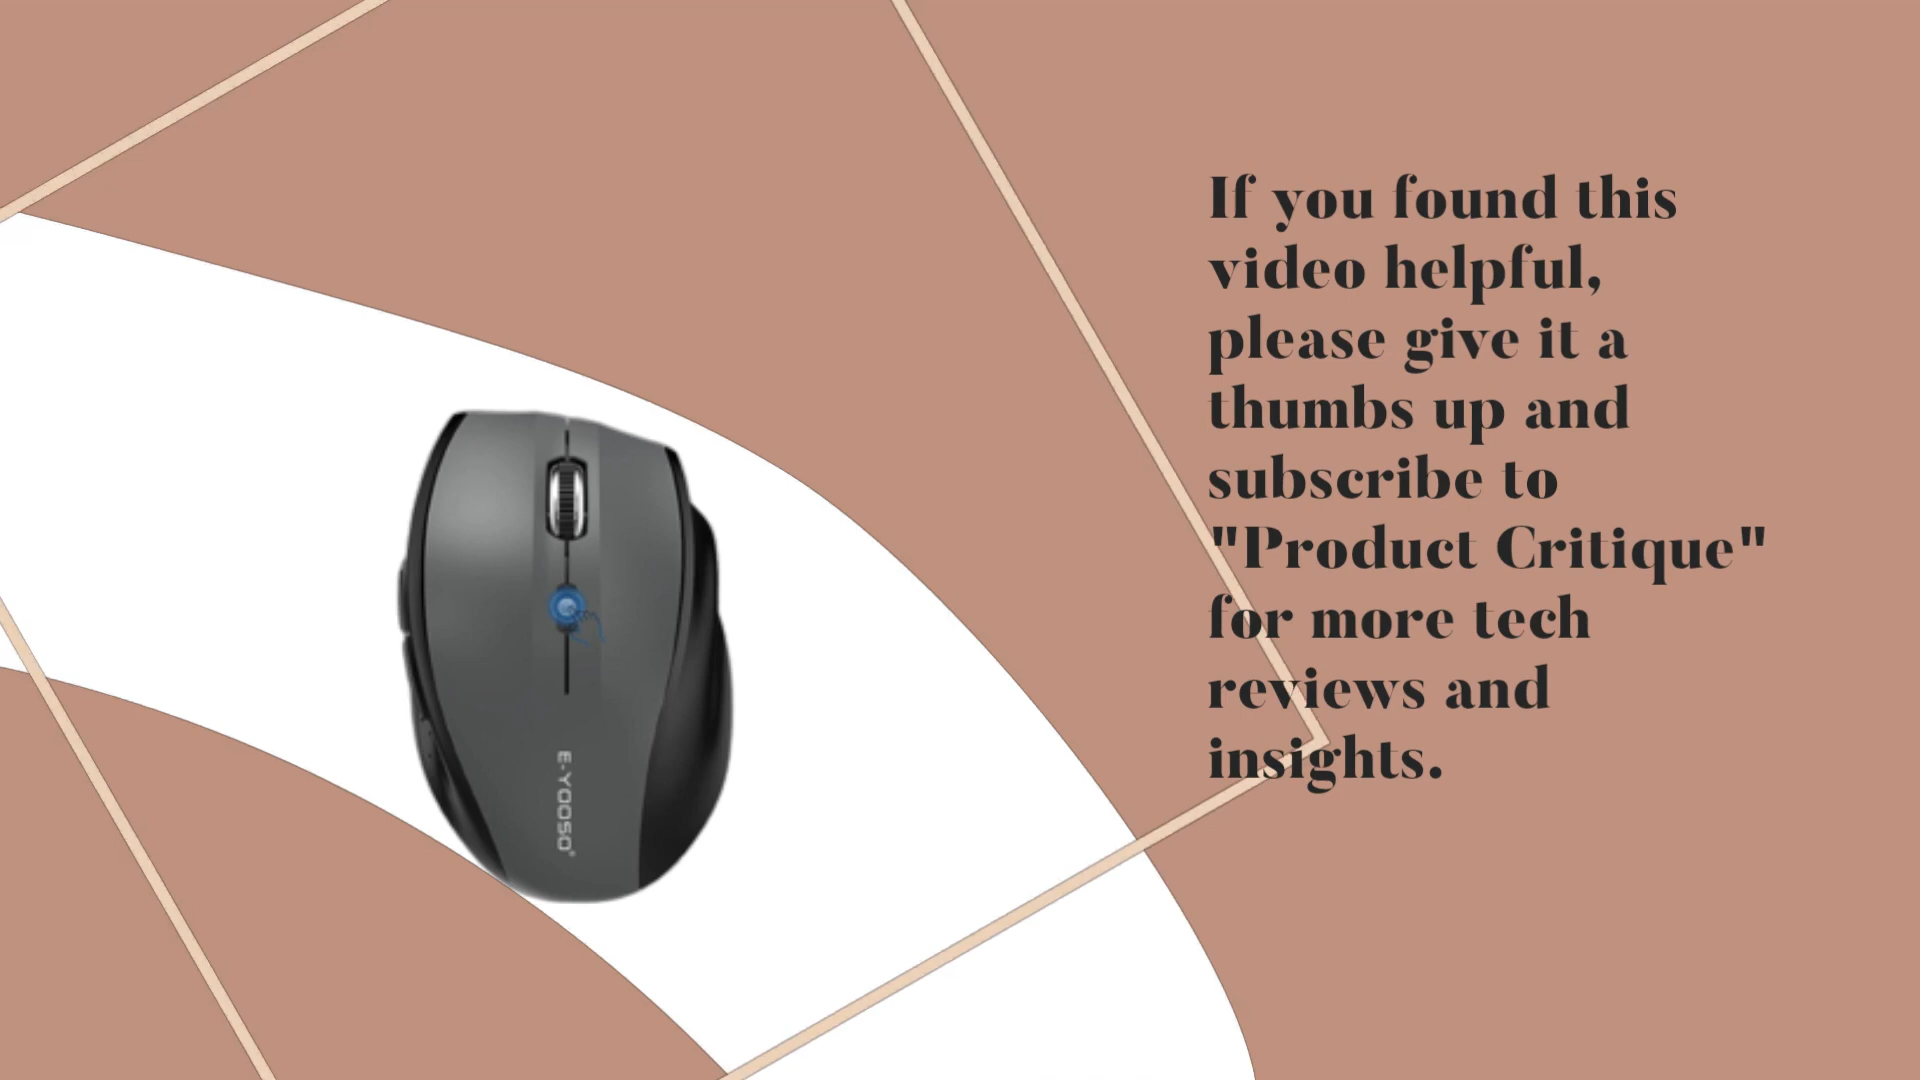 If you found this
video helpful,
please give it a
thumbs up and
subscribe to
"Product Critique"
for more tech
reviews and
insights.
E-YOOSO